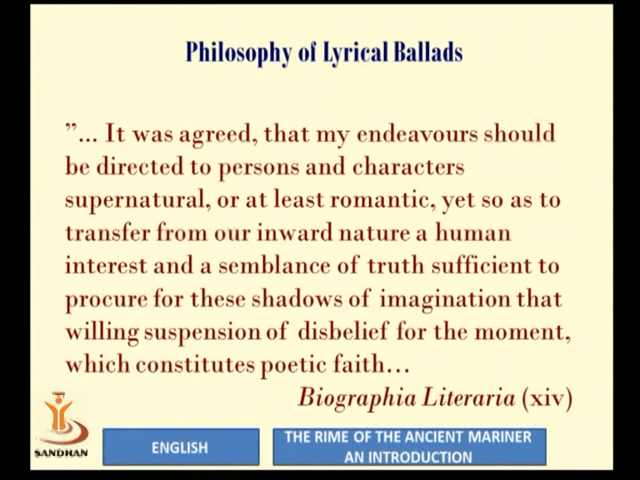 Philosophy of Lyrical Ballads
”... It was agreed, that my endeavours should
be directed to persons and characters
supernatural, or at least romantic, yet so as to
transfer from our inward nature a human
interest and a semblance of truth sufficient to
procure for these shadows of imagination that
willing suspension of disbelief for the moment,
which constitutes poetic faith...
Biographia Literaria (xiv)
SANDHAN
ENGLISH
THE RIME OF THE ANCIENT MARINER
AN INTRODUCTION